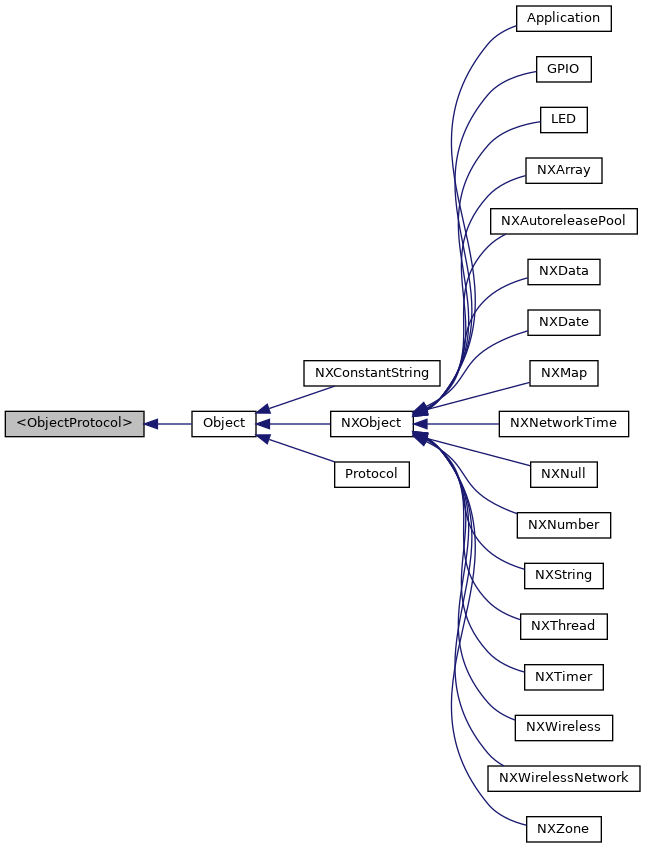 Application
GPIO
LED
NXArray
NXAutoreleasePool
NXData
NXDate
NXConstantString
NXMap
<ObjectProtocol>
Object
NXObject
NXNetworkTime
Protocol
NXNull
NXNumber
NXString
NXThread
NXTimer
NXWireless
NXWirelessNetwork
NXZone